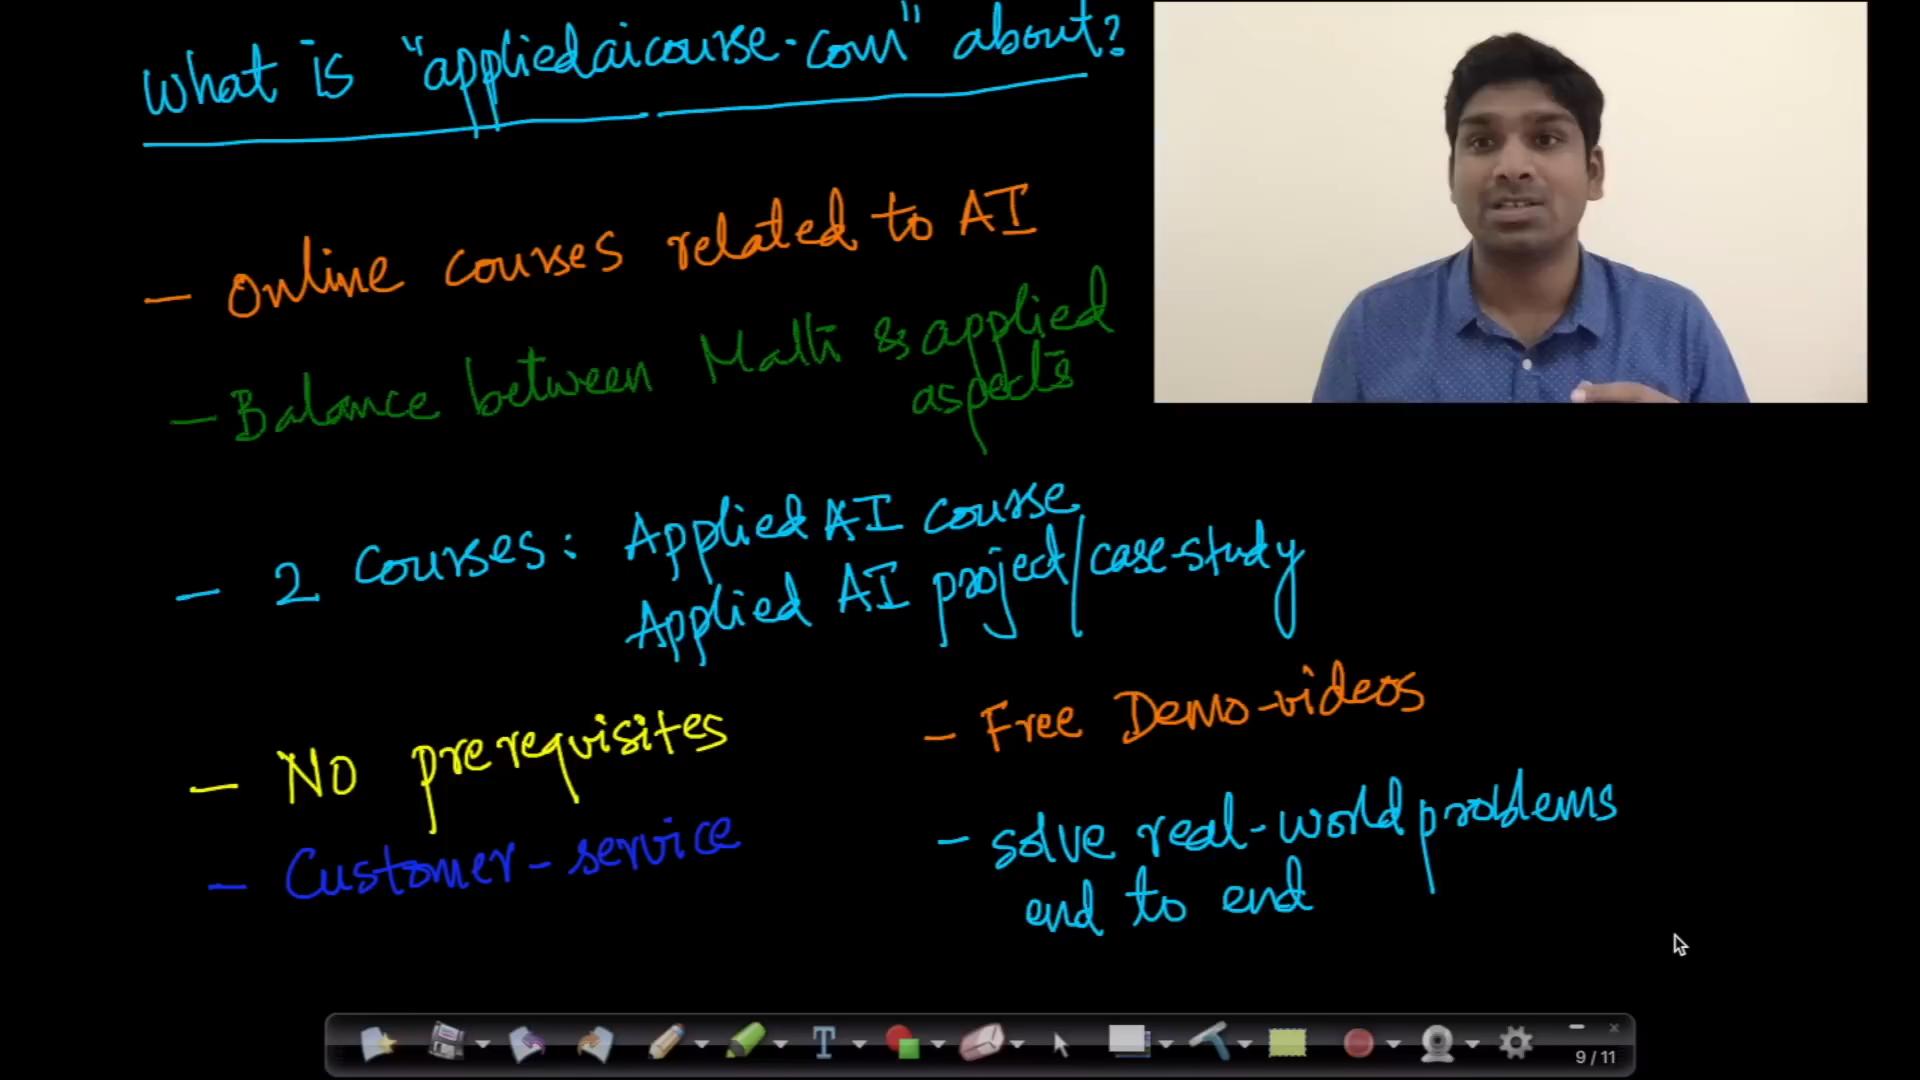 What is "appliedaicourse.com" about?
- Online courses related to AI
- Balance between Math & applied
aspects
- 2 courses: Applied AI course
Applied AI project/case-study
- No prerequisites
- Customer-service
- Free Demo-videos
- solve real-world problems
end to end
T
9 / 11